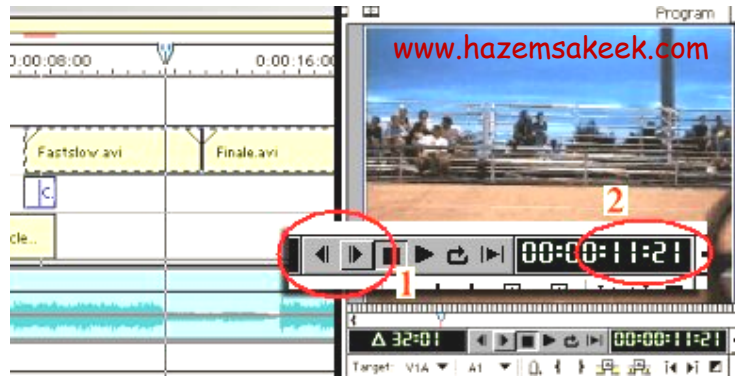 Program
0:00:08:00
0:00:16:00
www.hazemsakeek.com
Fastslow.avi
Finale.avi
c.
cle...
2
00:00:11:21
1
Δ 32:01
00:00:11:21
Target: V1A
A1